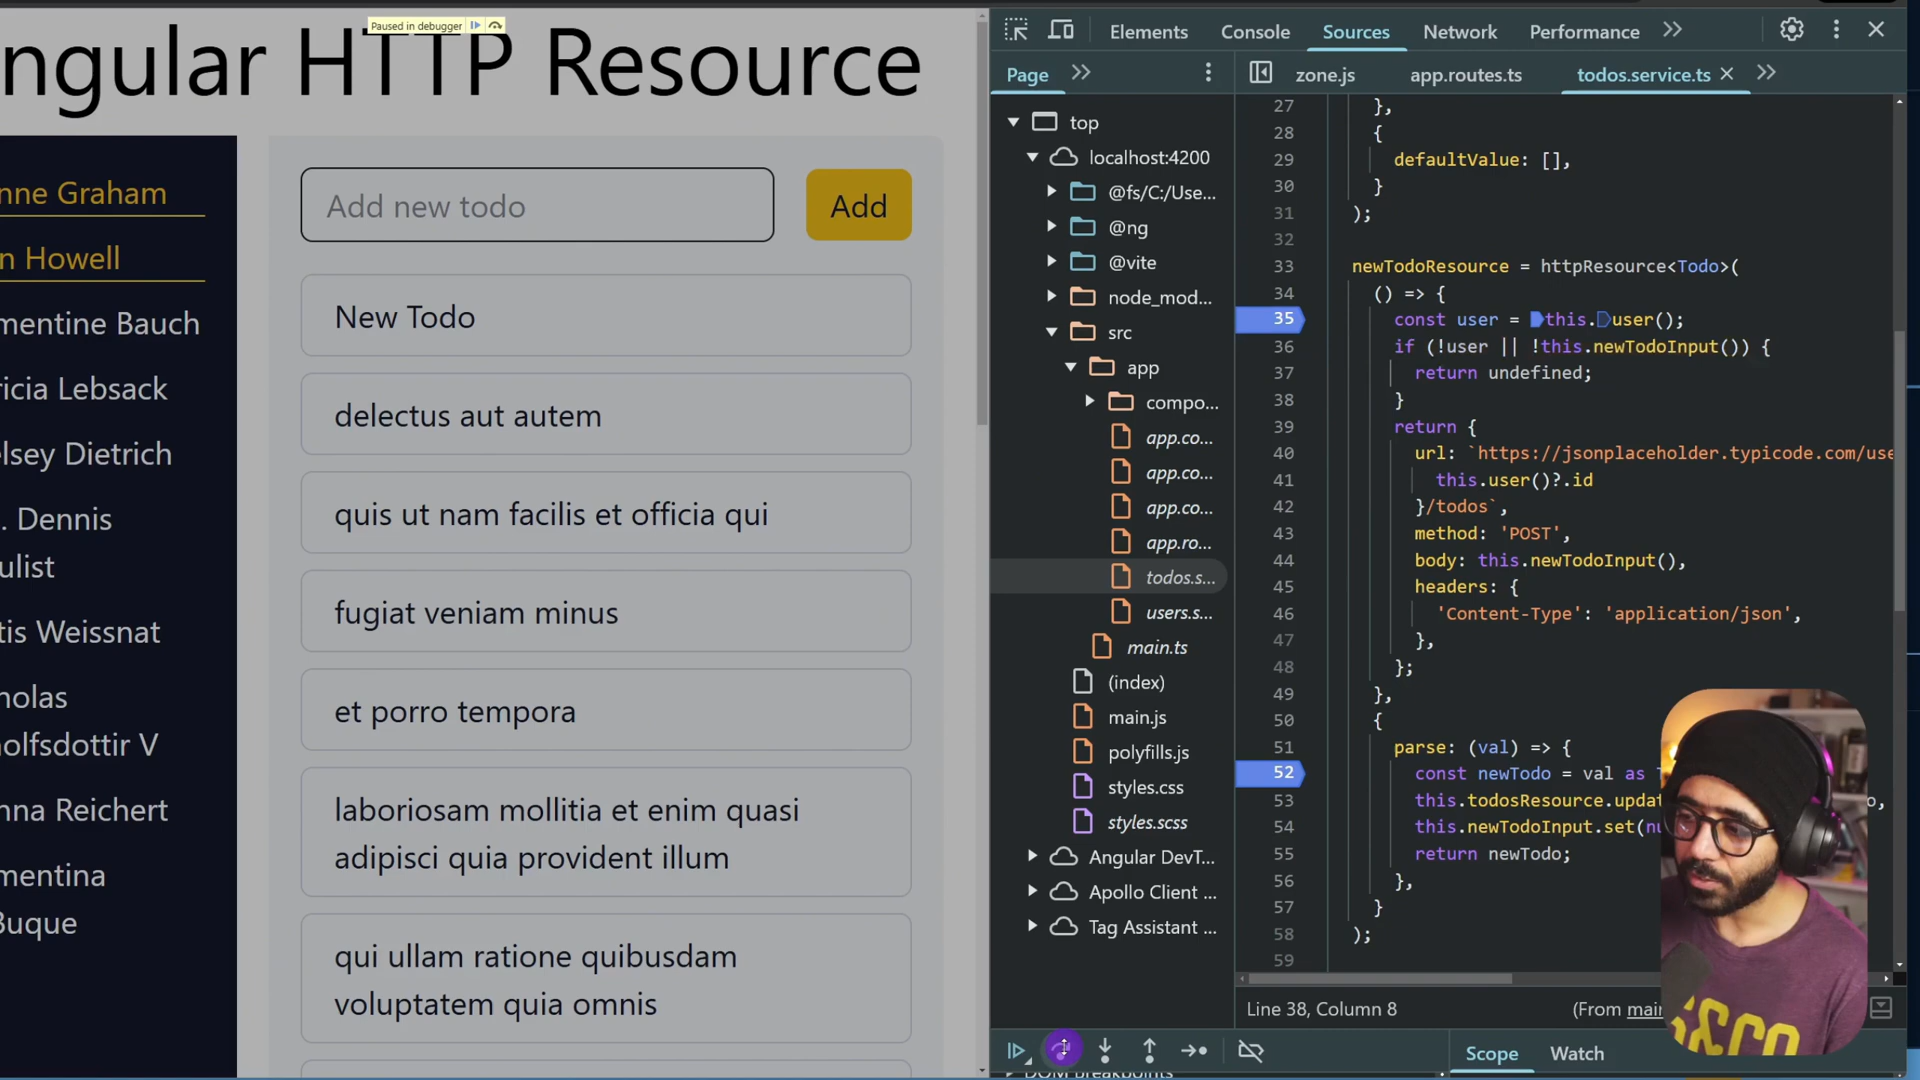 Paused in debugger
ngular HTTP Resource
nne Graham
n Howell
mentine Bauch
ricia Lebsack
elsey Dietrich
. Dennis
ulist
tis Weissnat
holas
olfsdottir V
nna Reichert
mentina
Buque
Add new todo
Add
New Todo
delectus aut autem
quis ut nam facilis et officia qui
fugiat veniam minus
et porro tempora
laboriosam mollitia et enim quasi
adipisci quia provident illum
qui ullam ratione quibusdam
voluptatem quia omnis
Elements Console Sources Network Performance
Page
zone.js app.routes.ts todos.service.ts
top
localhost:4200
@fs/C:/Use...
@ng
@vite
node_mod...
src
app
compo...
app.co...
app.co...
app.co...
app.ro...
todos.s...
users.s...
main.ts
(index)
main.js
polyfills.js
styles.css
styles.scss
Angular DevT...
Apollo Client ...
Tag Assistant ...
27 },
28 {
29 defaultValue: [],
30 }
31 );
32
33 newTodoResource = httpResource<Todo>(
34 () => {
35 const user = this.user();
36 if (!user || !this.newTodoInput()) {
37 return undefined;
38 }
39 return {
40 url: `https://jsonplaceholder.typicode.com/use
41 this.user()?.id
42 }/todos`,
43 method: 'POST',
44 body: this.newTodoInput(),
45 headers: {
46 'Content-Type': 'application/json',
47 },
48 };
49 },
50 {
51 parse: (val) => {
52 const newTodo = val as
53 this.todosResource.updat o,
54 this.newTodoInput.set(nu
55 return newTodo;
56 },
57 }
58 );
59
Line 38, Column 8 (From main
Scope Watch
DOM Breakpoints